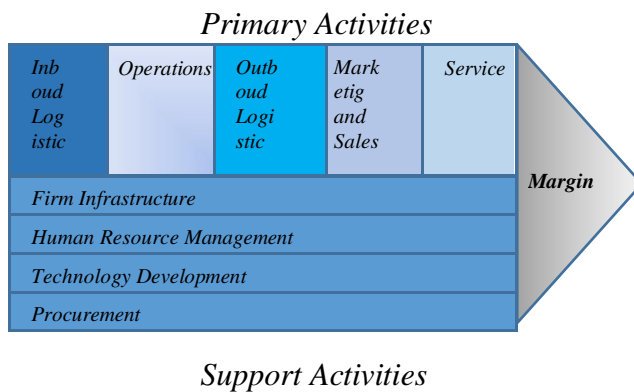 Primary Activities
Inb
oud
Log
istic
Operations
Outb
oud
Logi
stic
Mark
etig
and
Sales
Service
Margin
Firm Infrastructure
Human Resource Management
Technology Development
Procurement
Support Activities